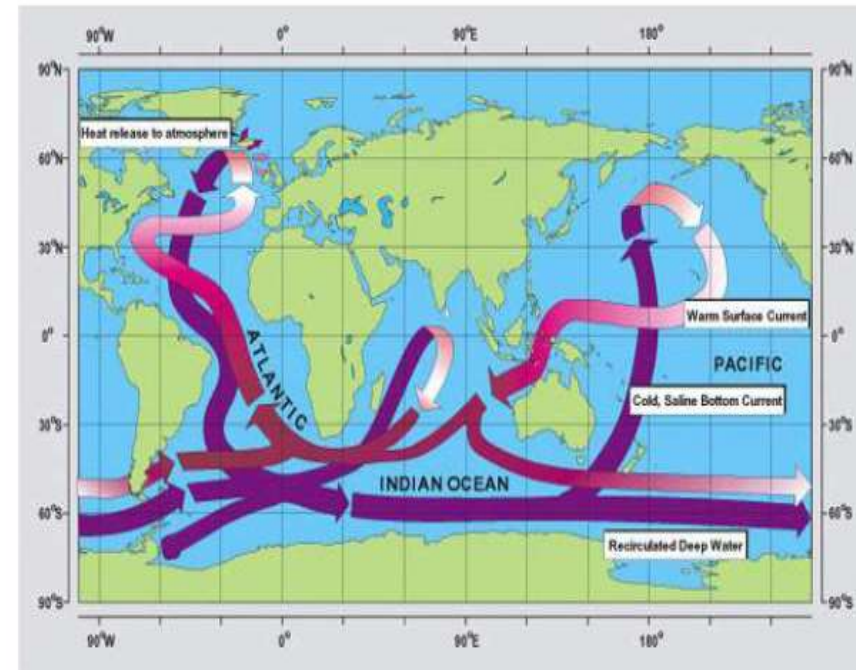 90°W 0° 90°E 180°
90°N 90°N
Heat release to atmosphere
60°N 60°N
30°N 30°N
Warm Surface Current
0° 0°
ATLANTIC
PACIFIC
Cold, Saline Bottom Current
30°S 30°S
INDIAN OCEAN
60°S 60°S
Recirculated Deep Water
90°S 90°S
90°W 0° 90°E 180°